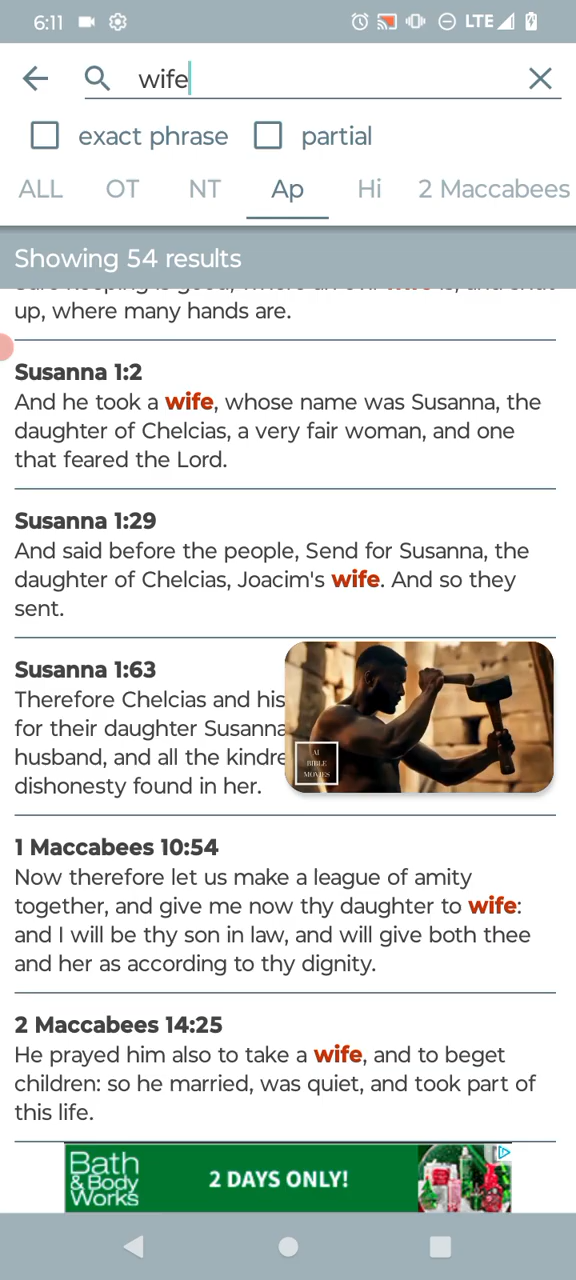 6:11
LTE
wife
exact phrase partial
ALL OT NT Ap Hi 2 Maccabees
Showing 54 results
up, where many hands are.
Susanna 1:2
And he took a wife, whose name was Susanna, the
daughter of Chelcias, a very fair woman, and one
that feared the Lord.
Susanna 1:29
And said before the people, Send for Susanna, the
daughter of Chelcias, Joacim's wife. And so they
sent.
Susanna 1:63
Therefore Chelcias and his
for their daughter Susanna
husband, and all the kindre
dishonesty found in her.
AI
BIBLE
MOVIES
1 Maccabees 10:54
Now therefore let us make a league of amity
together, and give me now thy daughter to wife:
and I will be thy son in law, and will give both thee
and her as according to thy dignity.
2 Maccabees 14:25
He prayed him also to take a wife, and to beget
children: so he married, was quiet, and took part of
this life.
Bath
& Body
Works
2 DAYS ONLY!